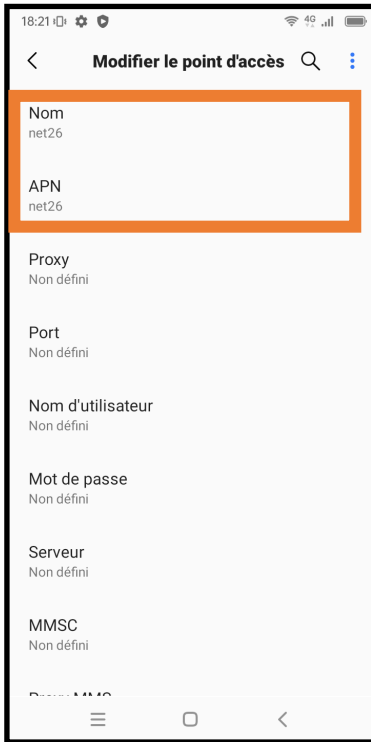 18:21
4G
Modifier le point d'accès
Nom
net26
APN
net26
Proxy
Non défini
Port
Non défini
Nom d'utilisateur
Non défini
Mot de passe
Non défini
Serveur
Non défini
MMSC
Non défini